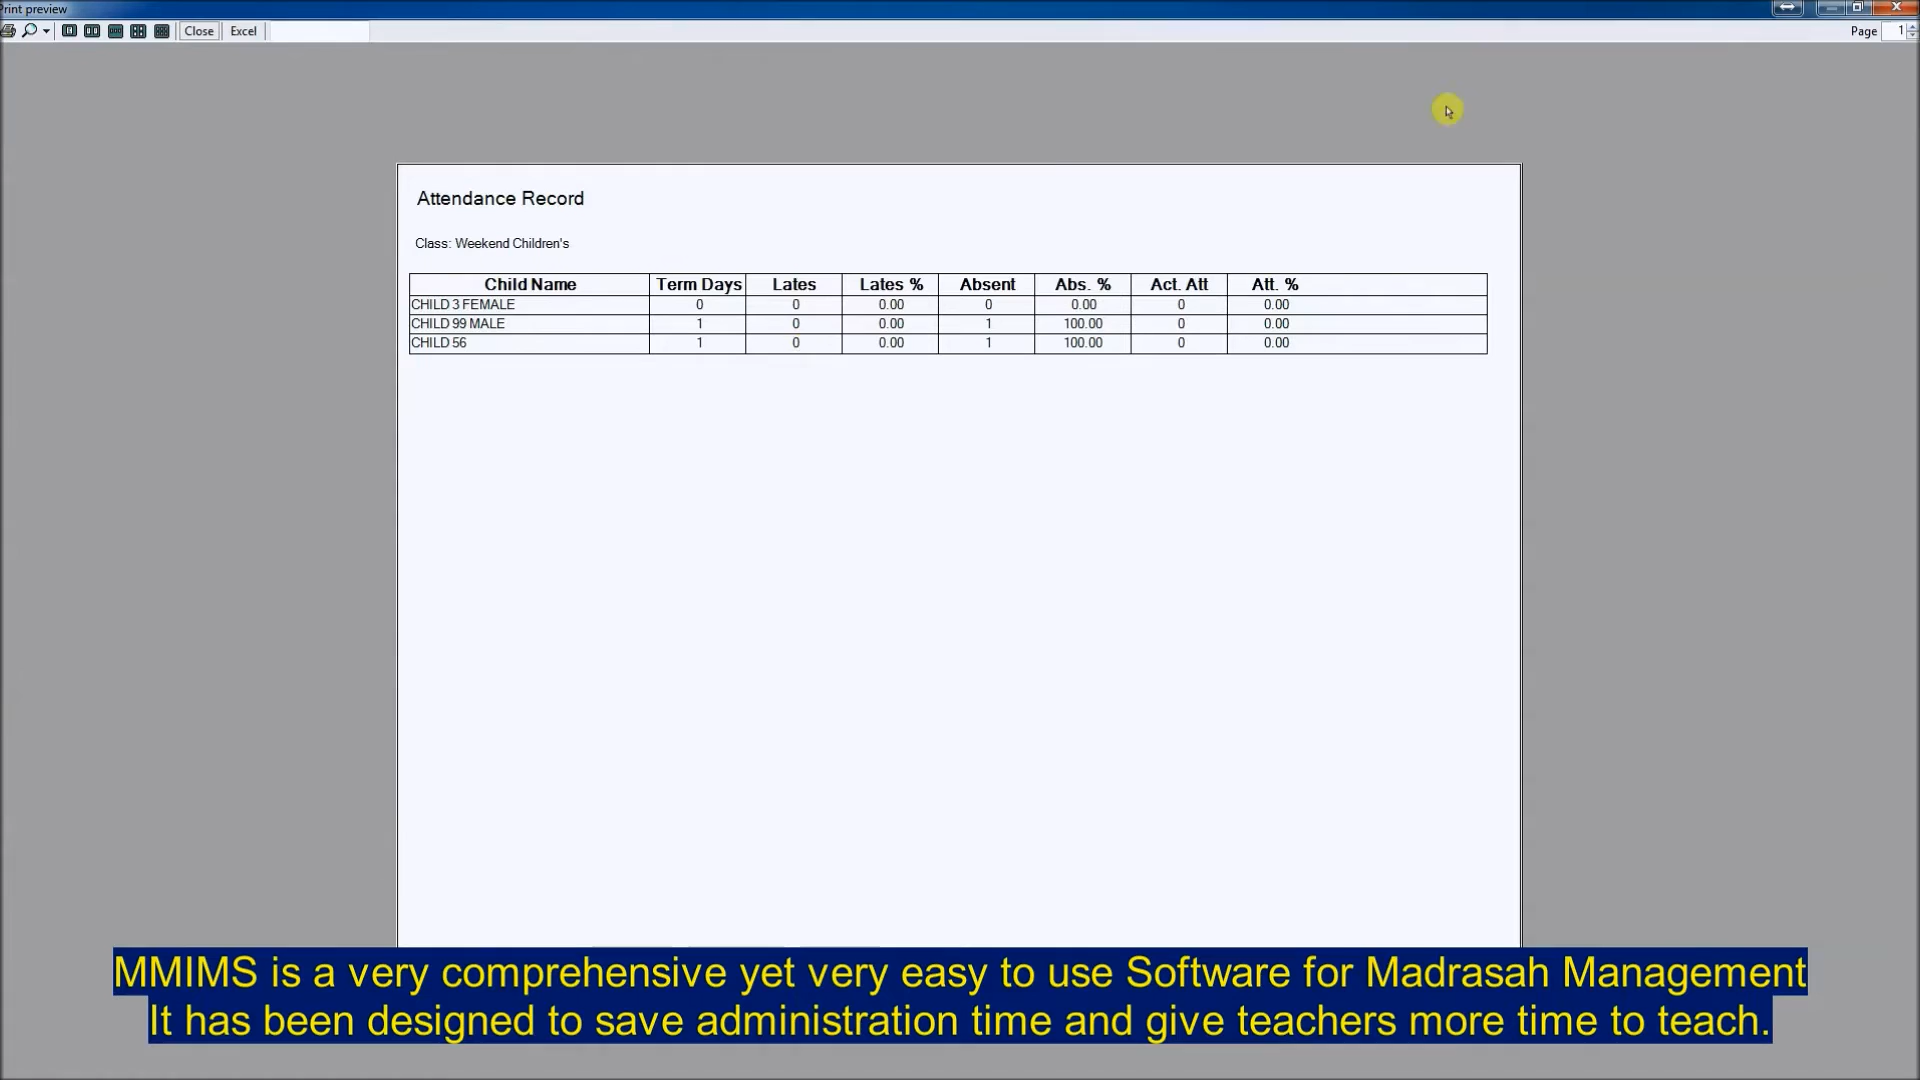 Print preview
Close Excel Page 1
Attendance Record
Class: Weekend Children's
Child Name Term Days Lates Lates % Absent Abs. % Act. Att Att. %
CHILD 3 FEMALE 0 0 0.00 0 0.00 0 0.00
CHILD 99 MALE 1 0 0.00 1 100.00 0 0.00
CHILD 56 1 0 0.00 1 100.00 0 0.00
MMIMS is a very comprehensive yet very easy to use Software for Madrasah Management
It has been designed to save administration time and give teachers more time to teach.